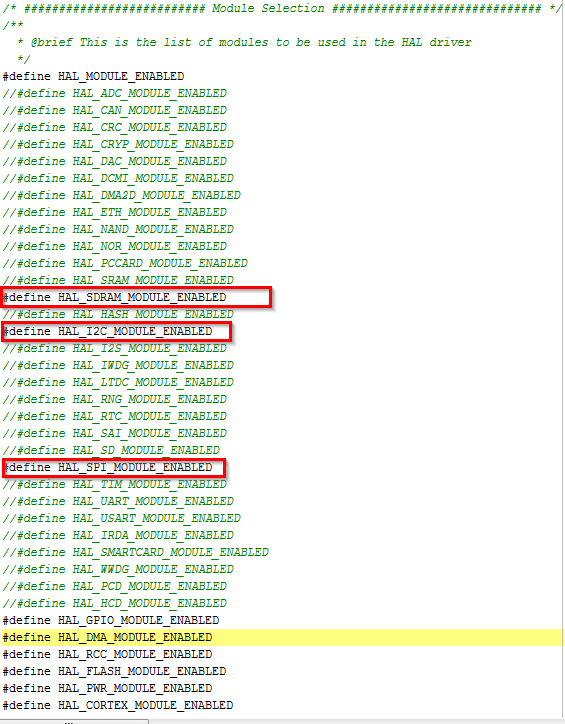 /* ########################## Module Selection ############################## */
/**
  * @brief This is the list of modules to be used in the HAL driver
  */
#define HAL_MODULE_ENABLED
//#define HAL_ADC_MODULE_ENABLED
//#define HAL_CAN_MODULE_ENABLED
//#define HAL_CRC_MODULE_ENABLED
//#define HAL_CRYP_MODULE_ENABLED
//#define HAL_DAC_MODULE_ENABLED
//#define HAL_DCMI_MODULE_ENABLED
//#define HAL_DMA2D_MODULE_ENABLED
//#define HAL_ETH_MODULE_ENABLED
//#define HAL_NAND_MODULE_ENABLED
//#define HAL_NOR_MODULE_ENABLED
//#define HAL_PCCARD_MODULE_ENABLED
//#define HAL_SRAM_MODULE_ENABLED
#define HAL_SDRAM_MODULE_ENABLED
//#define HAL_HASH_MODULE_ENABLED
#define HAL_I2C_MODULE_ENABLED
//#define HAL_I2S_MODULE_ENABLED
//#define HAL_IWDG_MODULE_ENABLED
//#define HAL_LTDC_MODULE_ENABLED
//#define HAL_RNG_MODULE_ENABLED
//#define HAL_RTC_MODULE_ENABLED
//#define HAL_SAI_MODULE_ENABLED
//#define HAL_SD_MODULE_ENABLED
#define HAL_SPI_MODULE_ENABLED
//#define HAL_TIM_MODULE_ENABLED
//#define HAL_UART_MODULE_ENABLED
//#define HAL_USART_MODULE_ENABLED
//#define HAL_IRDA_MODULE_ENABLED
//#define HAL_SMARTCARD_MODULE_ENABLED
//#define HAL_WWDG_MODULE_ENABLED
//#define HAL_PCD_MODULE_ENABLED
//#define HAL_HCD_MODULE_ENABLED
#define HAL_GPIO_MODULE_ENABLED
#define HAL_DMA_MODULE_ENABLED
#define HAL_RCC_MODULE_ENABLED
#define HAL_FLASH_MODULE_ENABLED
#define HAL_PWR_MODULE_ENABLED
#define HAL_CORTEX_MODULE_ENABLED